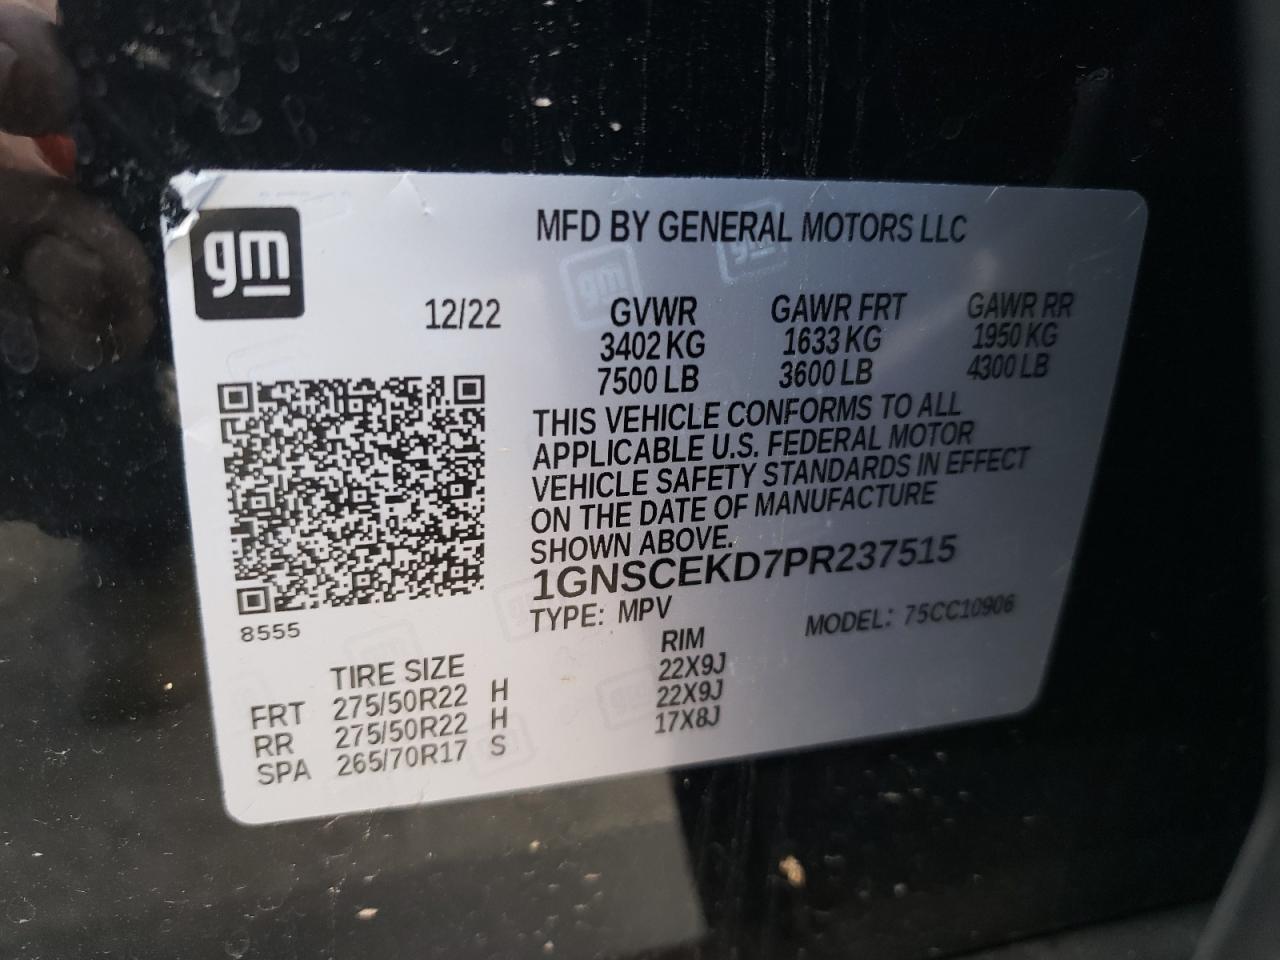 gm
MFD BY GENERAL MOTORS LLC
12/22 GVWR GAWR FRT GAWR RR
3402 KG 1633 KG 1950 KG
7500 LB 3600 LB 4300 LB
THIS VEHICLE CONFORMS TO ALL
APPLICABLE U.S. FEDERAL MOTOR
VEHICLE SAFETY STANDARDS IN EFFECT
ON THE DATE OF MANUFACTURE
SHOWN ABOVE.
1GNSCEKD7PR237515
TYPE: MPV MODEL: 75CC10906
8555
TIRE SIZE RIM
FRT 275/50R22 H 22X9J
RR 275/50R22 H 22X9J
SPA 265/70R17 S 17X8J